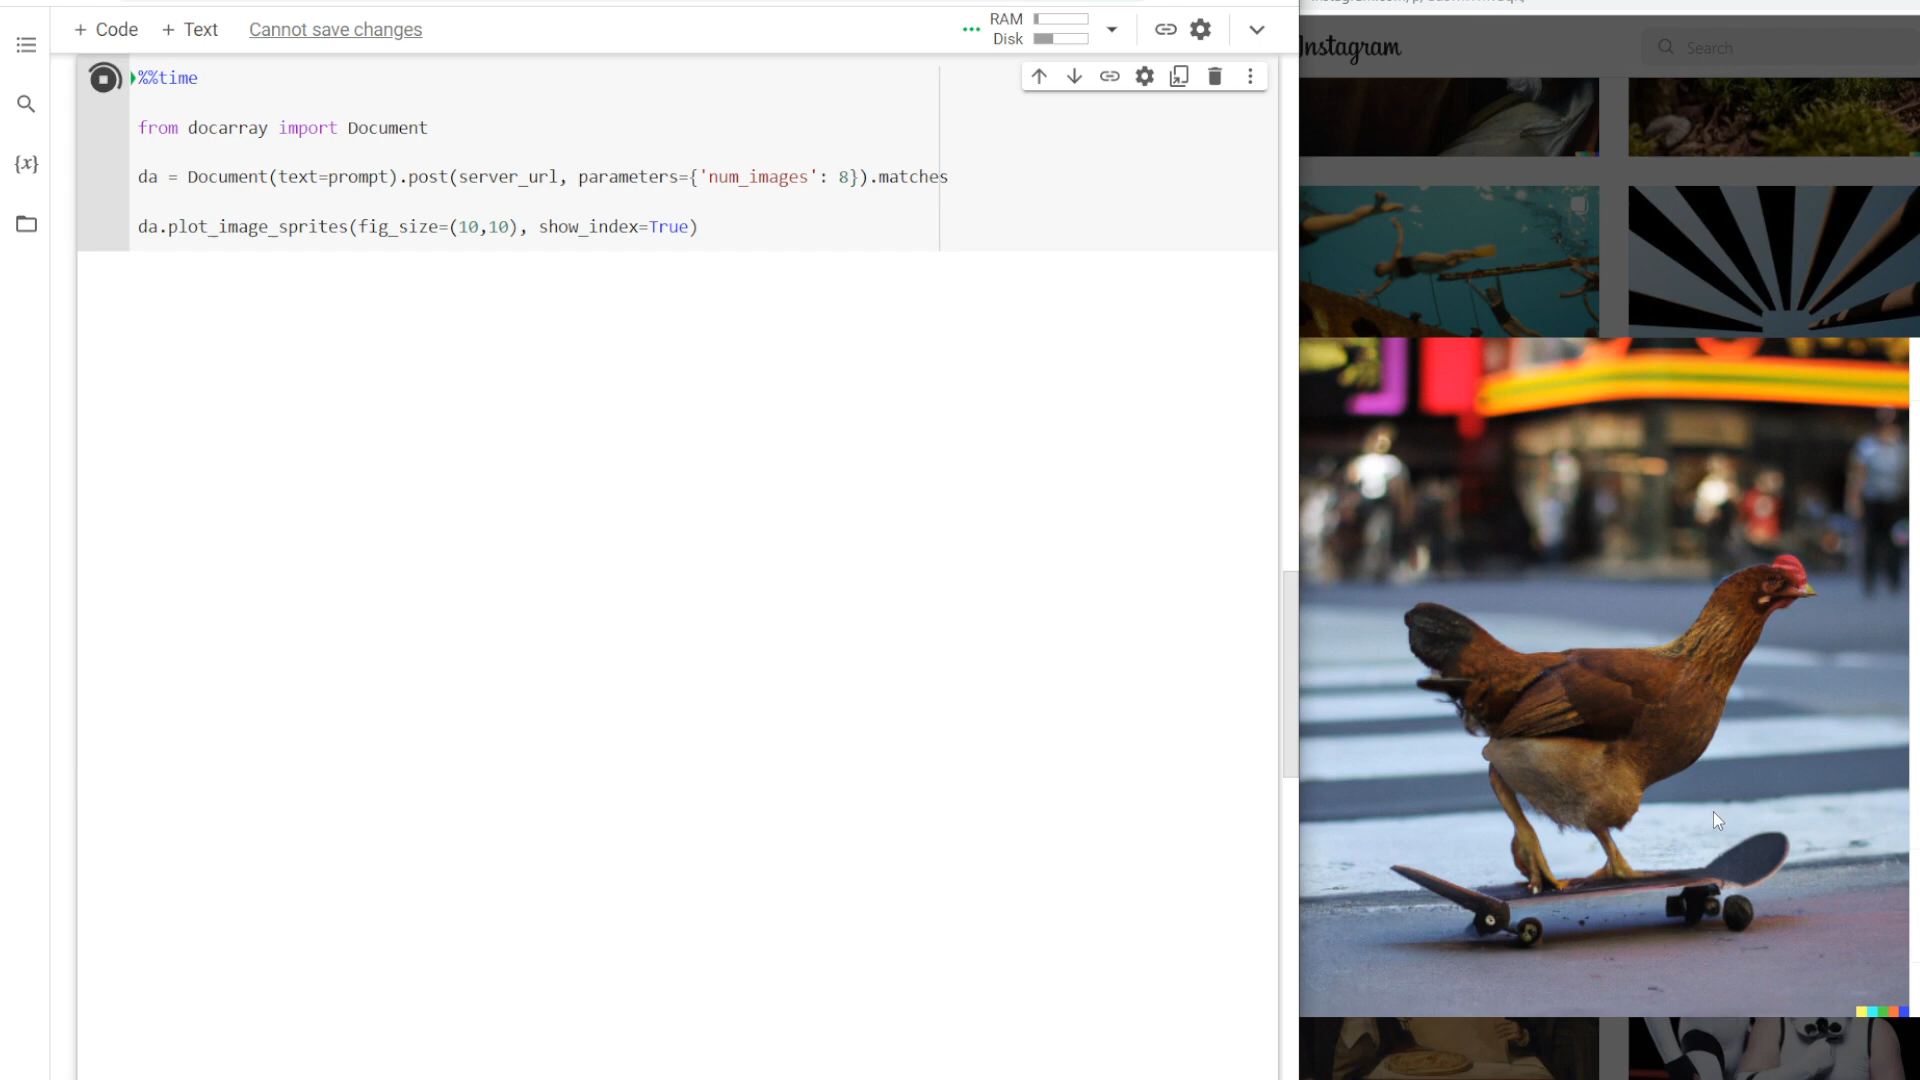 + Code + Text Cannot save changes
RAM
Disk
%%time
from docarray import Document
da = Document(text=prompt).post(server_url, parameters={'num_images': 8}).matches
da.plot_image_sprites(fig_size=(10,10), show_index=True)
{x}
Instagram
Search